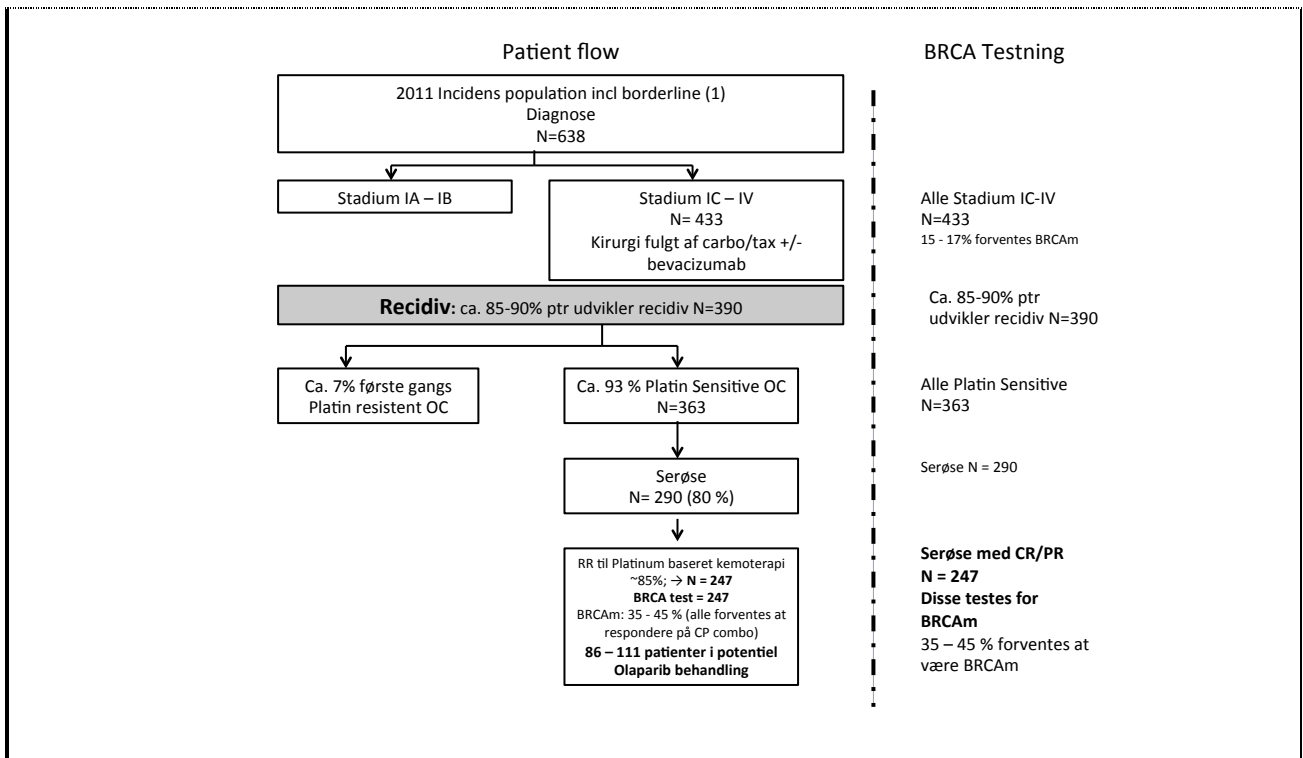 Patient flow
BRCA Testning
2011 Incidens population incl borderline (1)
Diagnose
N=638
Stadium IA – IB
Stadium IC – IV
N= 433
Kirurgi fulgt af carbo/tax +/-
bevacizumab
Alle Stadium IC-IV
N=433
15 - 17% forventes BRCAm
Recidiv: ca. 85-90% ptr udvikler recidiv N=390
Ca. 85-90% ptr
udvikler recidiv N=390
Ca. 7% første gangs
Platin resistent OC
Ca. 93 % Platin Sensitive OC
N=363
Alle Platin Sensitive
N=363
Serøse
N= 290 (80 %)
Serøse N = 290
RR til Platinum baseret kemoterapi
~85%; → N = 247
BRCA test = 247
BRCAm: 35 - 45 % (alle forventes at
respondere på CP combo)
86 – 111 patienter i potentiel
Olaparib behandling
Serøse med CR/PR
N = 247
Disse testes for
BRCAm
35 – 45 % forventes at
være BRCAm